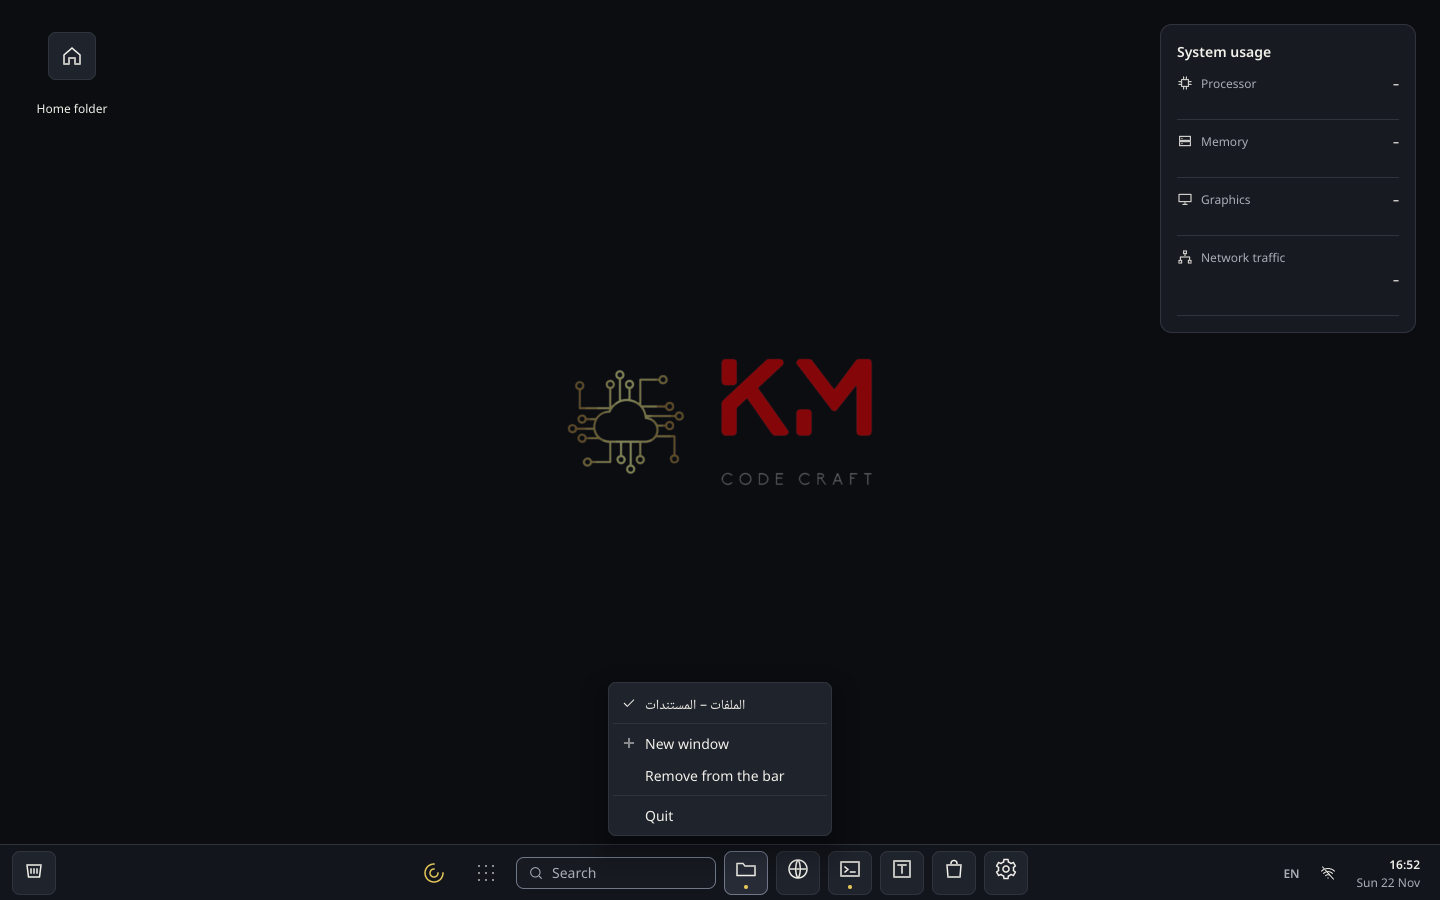 Home folder
System usage
Processor –
Memory –
Graphics –
Network traffic
–
KM
CODE CRAFT
الملفات – المستندات
New window
Remove from the bar
Quit
Search
EN
16:52
Sun 22 Nov